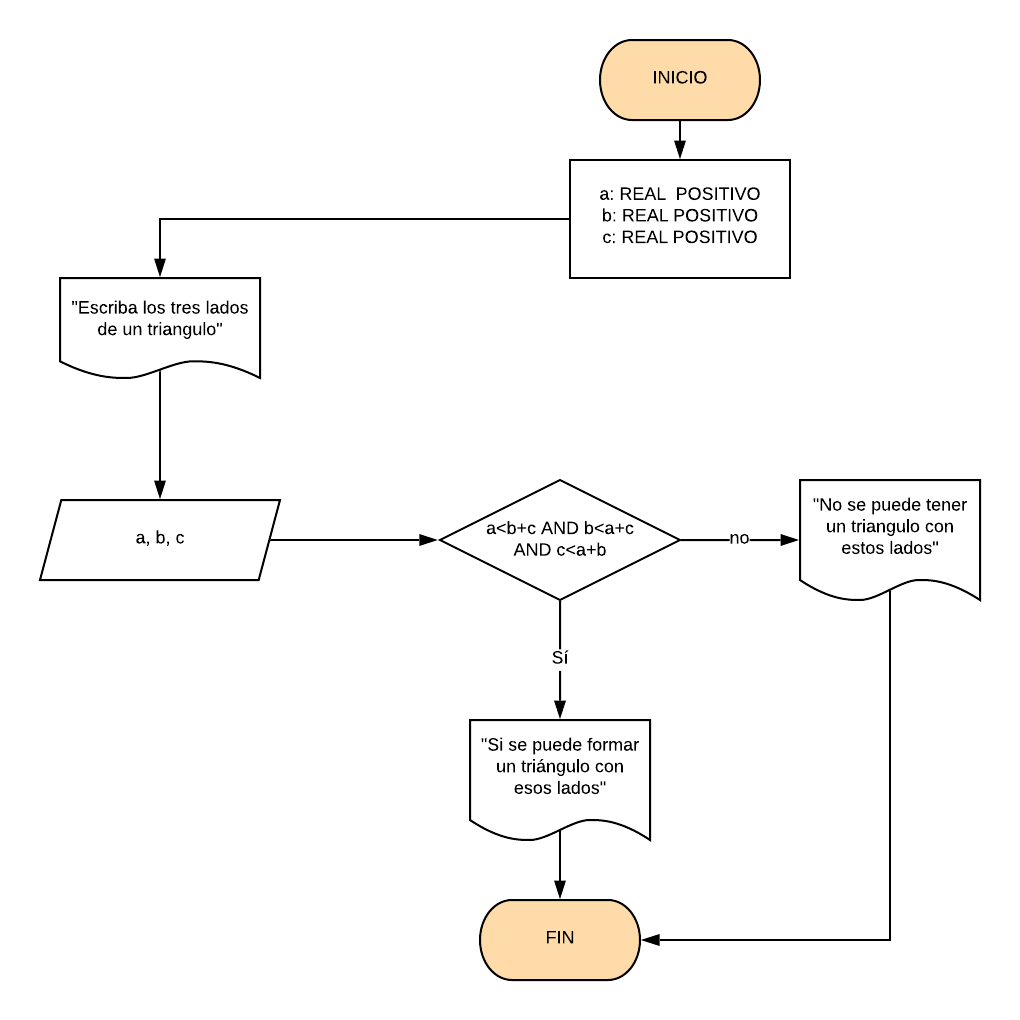 INICIO
a: REAL  POSITIVO
b: REAL POSITIVO
c: REAL POSITIVO
"Escriba los tres lados
de un triangulo"
a, b, c
a<b+c AND b<a+c
AND c<a+b
no
"No se puede tener
un triangulo con
estos lados"
Sí
"Si se puede formar
un triángulo con
esos lados"
FIN